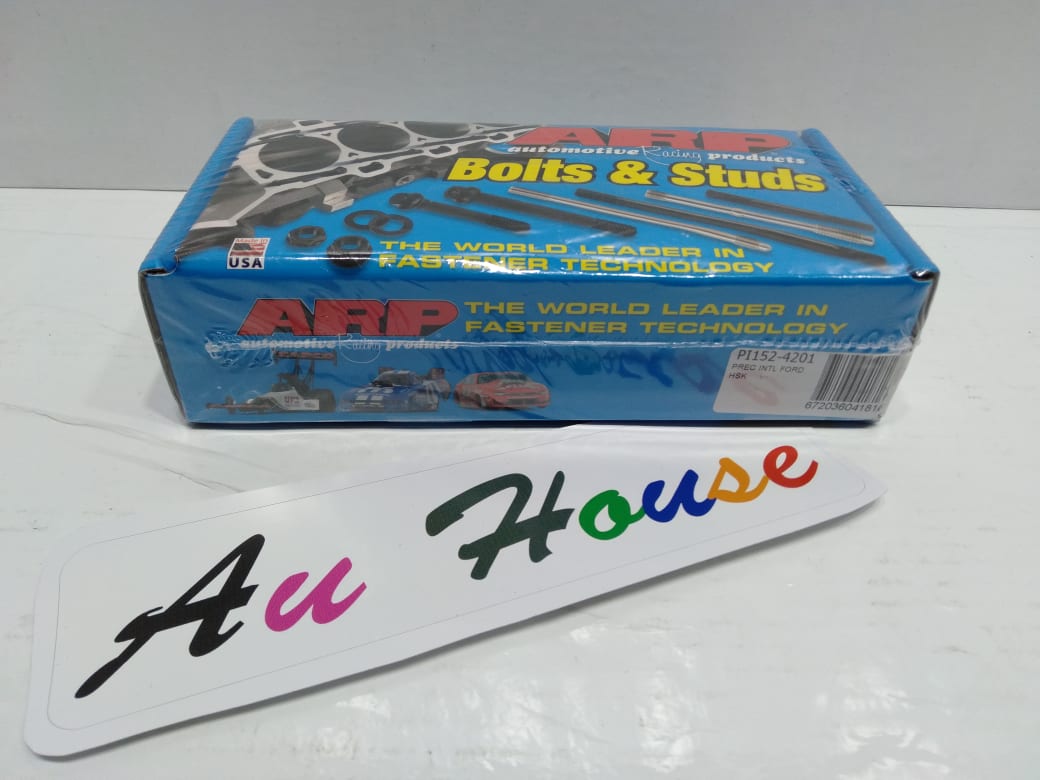 ARP
automotive Racing products
Bolts & Studs
Made in
USA
THE WORLD LEADER IN
FASTENER TECHNOLOGY
ARP
automotive Racing products
THE WORLD LEADER IN
FASTENER TECHNOLOGY
PI152-4201
PREC INTL FORD
HSK
6720360418
Au House